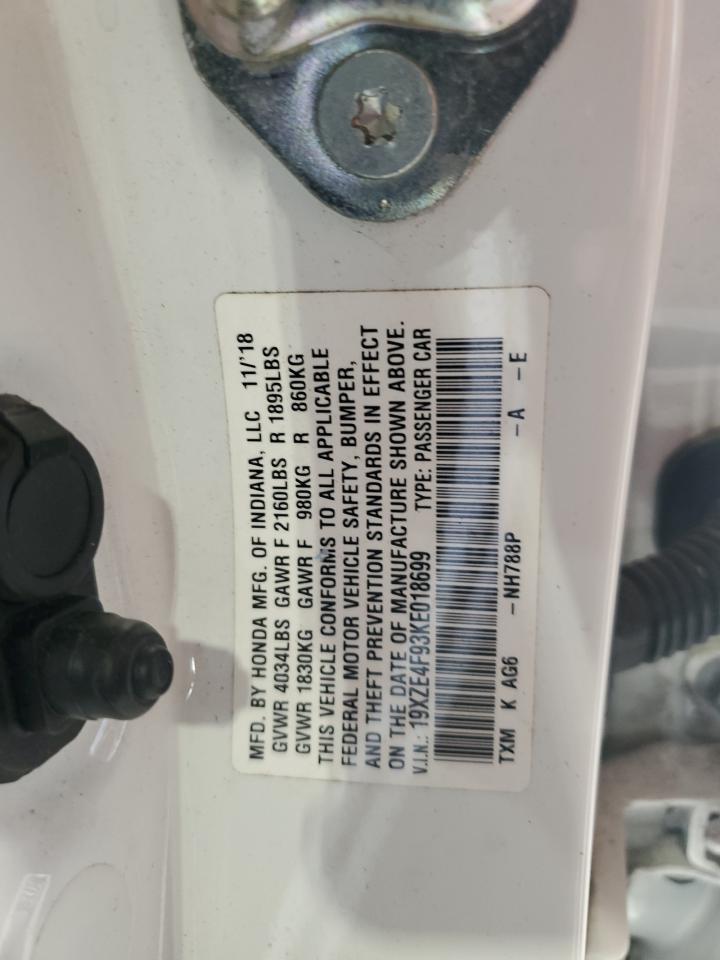 MFD. BY HONDA MFG. OF INDIANA, LLC 11/'18
GVWR 4034LBS GAWR F 2160LBS R 1895LBS
GVWR 1830KG GAWR F 980KG R 860KG
THIS VEHICLE CONFORMS TO ALL APPLICABLE
FEDERAL MOTOR VEHICLE SAFETY, BUMPER,
AND THEFT PREVENTION STANDARDS IN EFFECT
ON THE DATE OF MANUFACTURE SHOWN ABOVE.
V.I.N.: 19XZE4F93KE018699 TYPE: PASSENGER CAR
TXM K AG6 -NH788P -A -E